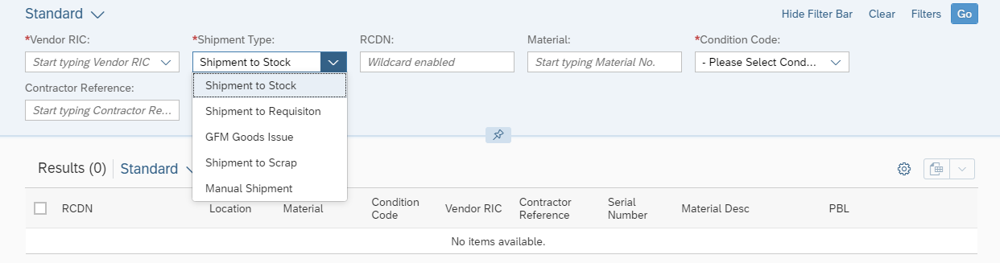 Standard
Hide Filter Bar Clear Filters Go
*Vendor RIC: *Shipment Type: RCDN: Material: *Condition Code:
Start typing Vendor RIC Shipment to Stock Wildcard enabled Start typing Material No. - Please Select Cond...
Contractor Reference:
Start typing Contractor Re...
Shipment to Stock
Shipment to Requisiton
GFM Goods Issue
Shipment to Scrap
Manual Shipment
Results (0) Standard
RCDN Location Material Condition Code Vendor RIC Contractor Reference Serial Number Material Desc PBL
No items available.